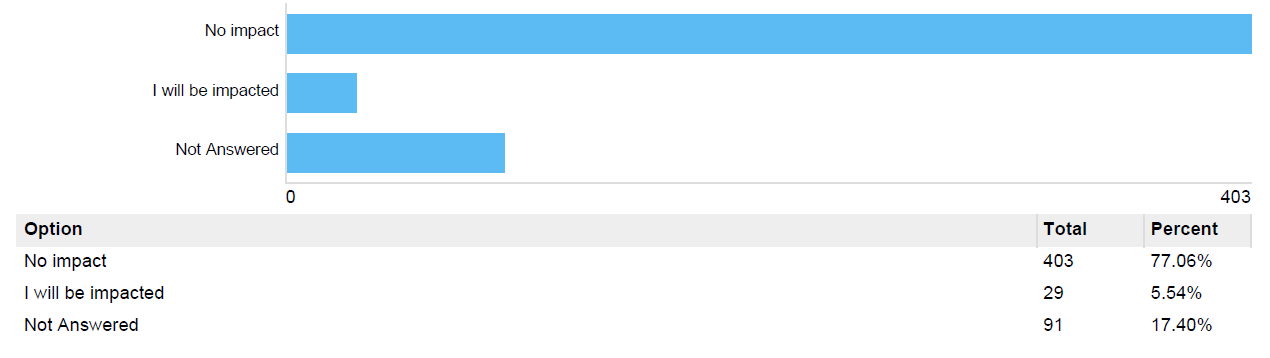 No impact
I will be impacted
Not Answered
0 403
Option Total Percent
No impact 403 77.06%
I will be impacted 29 5.54%
Not Answered 91 17.40%